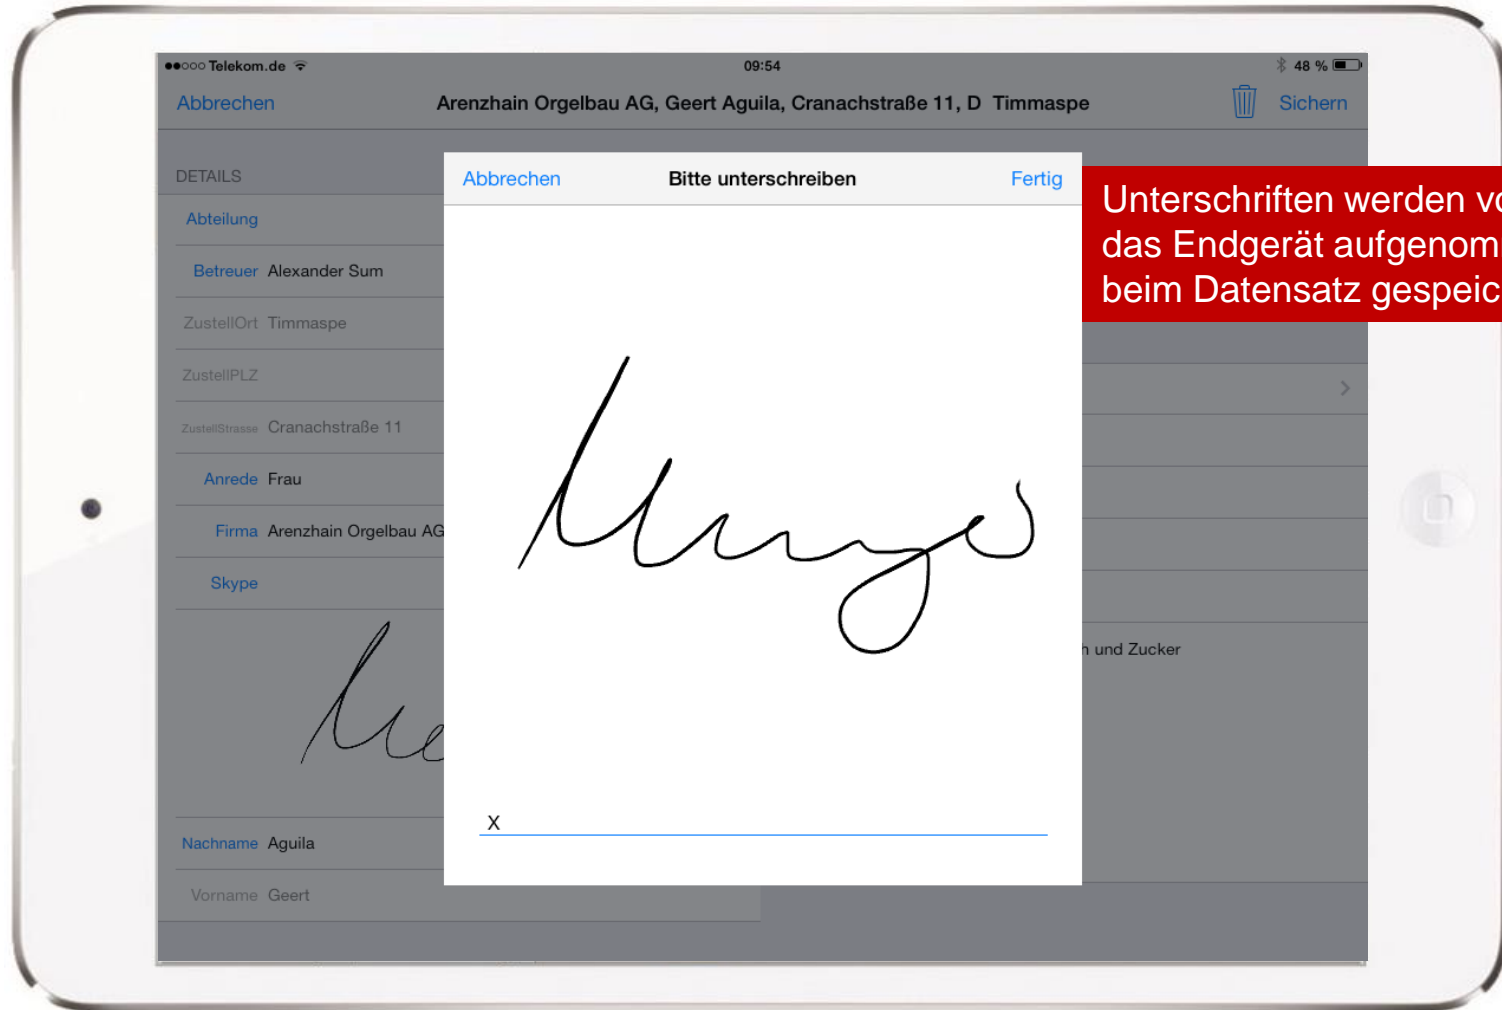 Telekom.de 09:54 48 %
Abbrechen Arenzhain Orgelbau AG, Geert Aguila, Cranachstraße 11, D Timmaspe Sichern
DETAILS
Abteilung
Betreuer Alexander Sum
ZustellOrt Timmaspe
ZustellPLZ
ZustellStrasse Cranachstraße 11
Anrede Frau
Firma Arenzhain Orgelbau AG
Skype
Nachname Aguila
Vorname Geert
Abbrechen Bitte unterschreiben Fertig
X
Unterschriften werden
das Endgerät
beim Datensatz
und Zucker